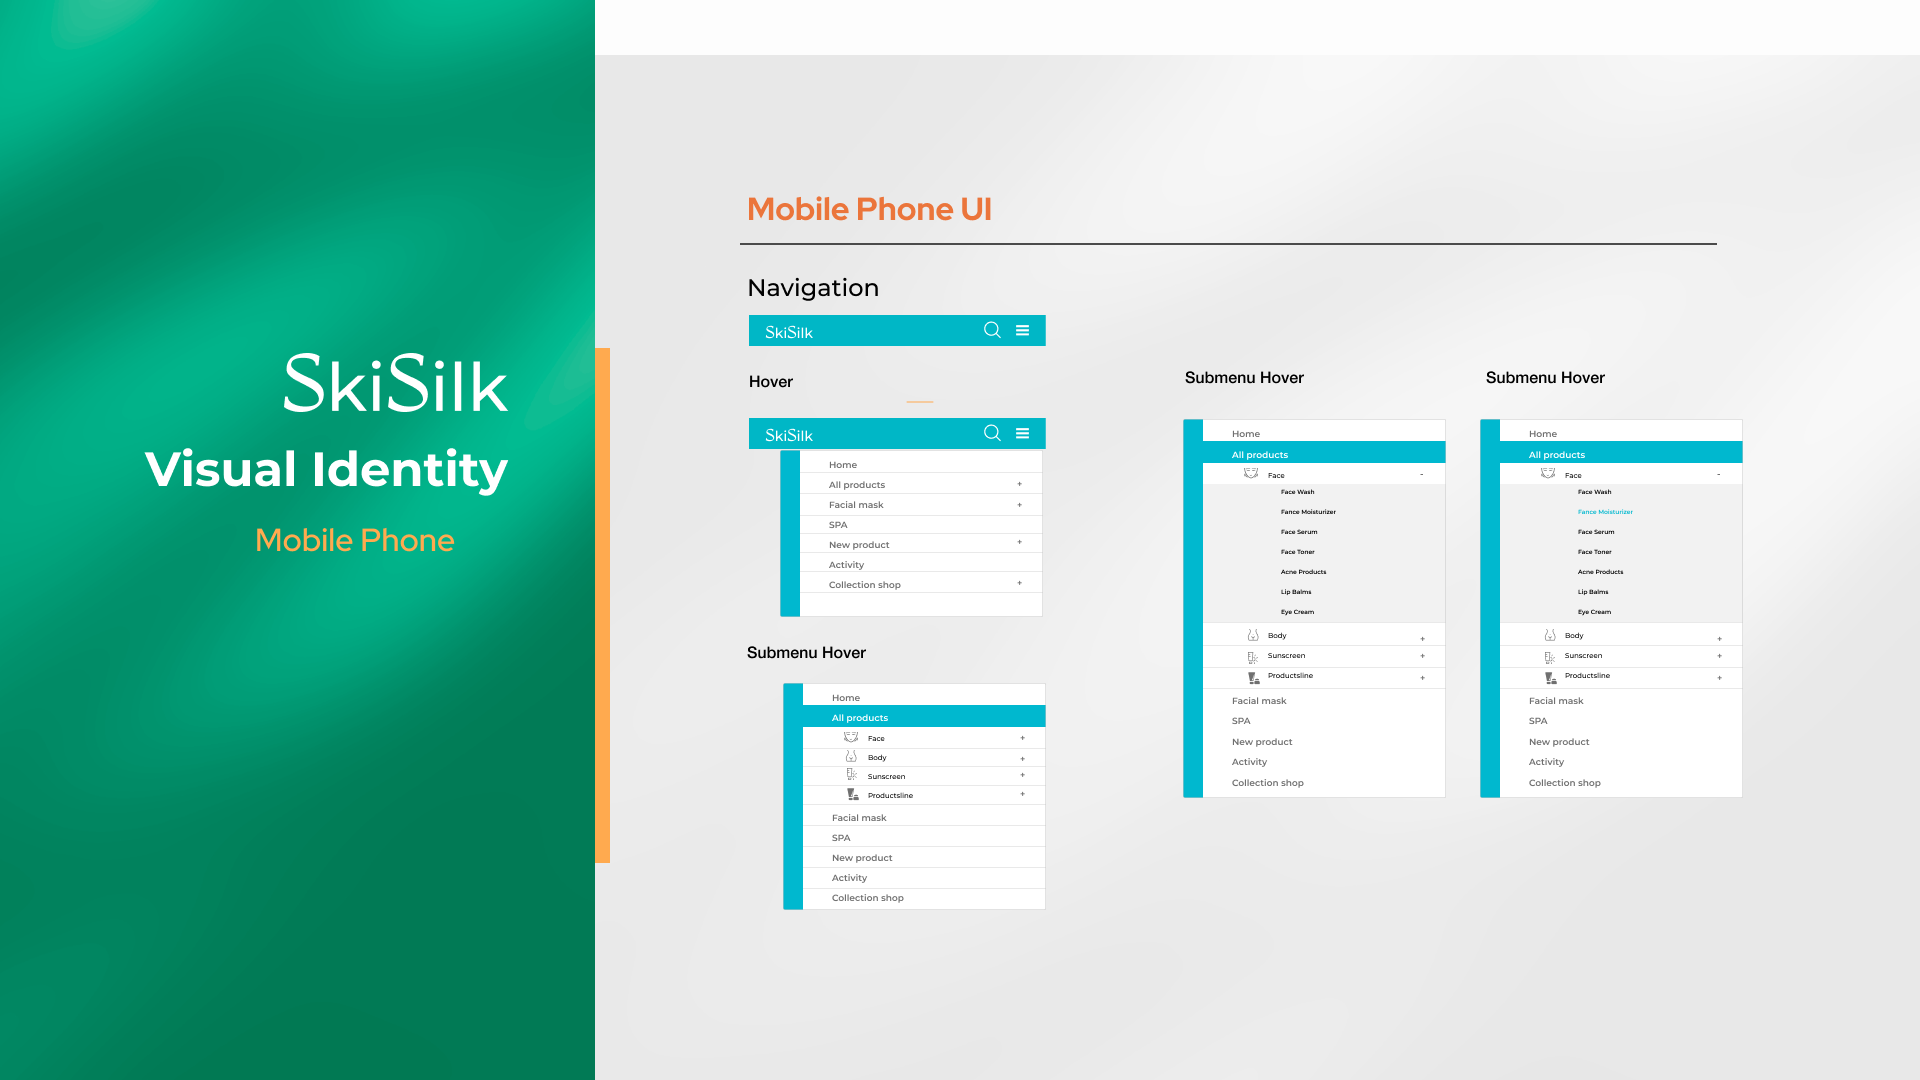 SkiSilk
Visual Identity
Mobile Phone
Mobile Phone UI
Navigation
SkiSilk
Hover
SkiSilk
Home
All products +
Facial mask +
SPA
New product +
Activity
Collection shop +
Submenu Hover
Home
All products
Face +
Body +
Sunscreen +
Productsline +
Facial mask
SPA
New product
Activity
Collection shop
Submenu Hover
Home
All products
Face -
Face Wash
Fance Moisturizer
Face Serum
Face Toner
Acne Products
Lip Balms
Eye Cream
Body +
Sunscreen +
Productsline +
Facial mask
SPA
New product
Activity
Collection shop
Submenu Hover
Home
All products
Face -
Face Wash
Fance Moisturizer
Face Serum
Face Toner
Acne Products
Lip Balms
Eye Cream
Body +
Sunscreen +
Productsline +
Facial mask
SPA
New product
Activity
Collection shop